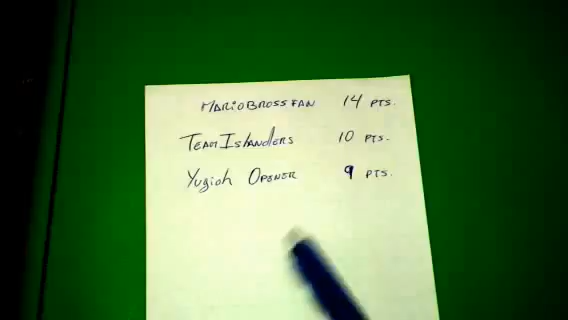 MARIOBROSSFAN 14 PTS.
TEAM ISLANDERS 10 PTS.
Yugioh OPENER 9 PTS.